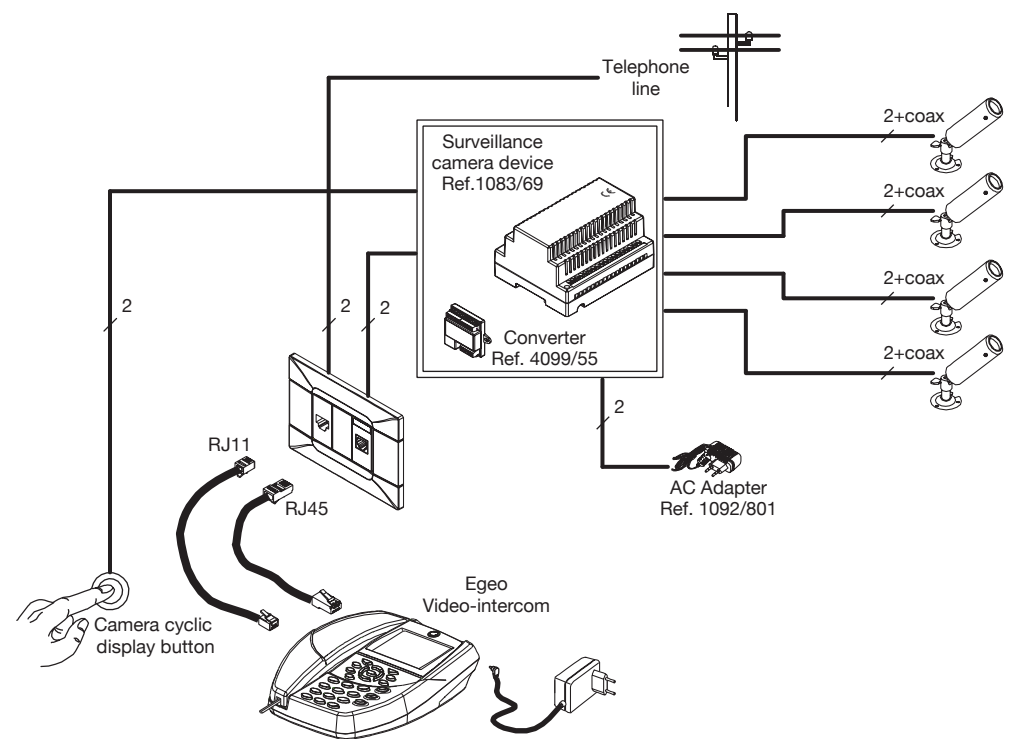 Telephone
line
2+coax
Surveillance
camera device
Ref.1083/69
CE
2+coax
2+coax
2
2
2
Converter
Ref. 4099/55
2+coax
2
RJ11
RJ45
AC Adapter
Ref. 1092/801
Egeo
Video-intercom
Camera cyclic
display button